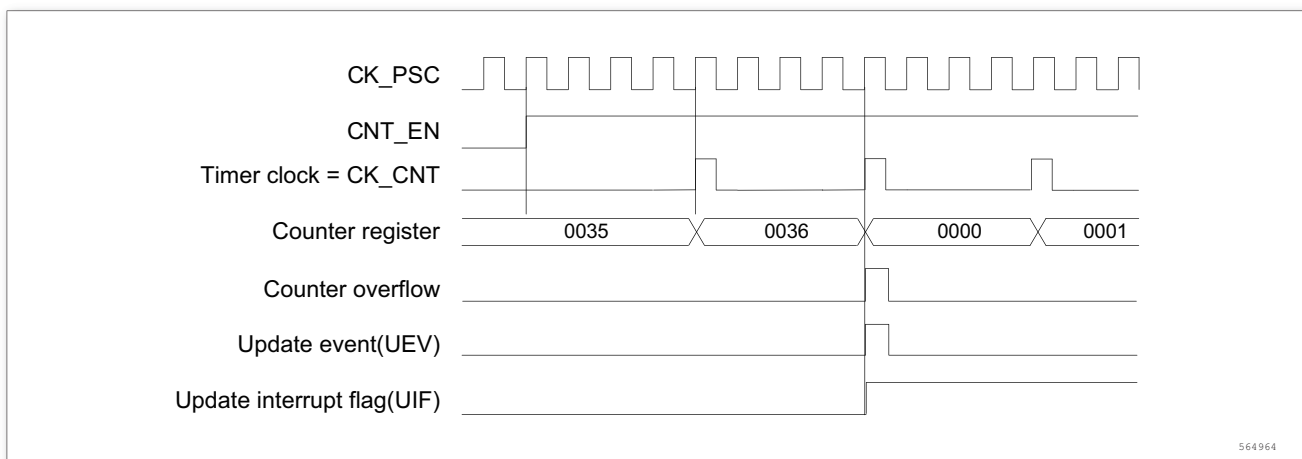 CK_PSC
CNT_EN
Timer clock = CK_CNT
Counter register 0035 0036 0000 0001
Counter overflow
Update event(UEV)
Update interrupt flag(UIF)
564964